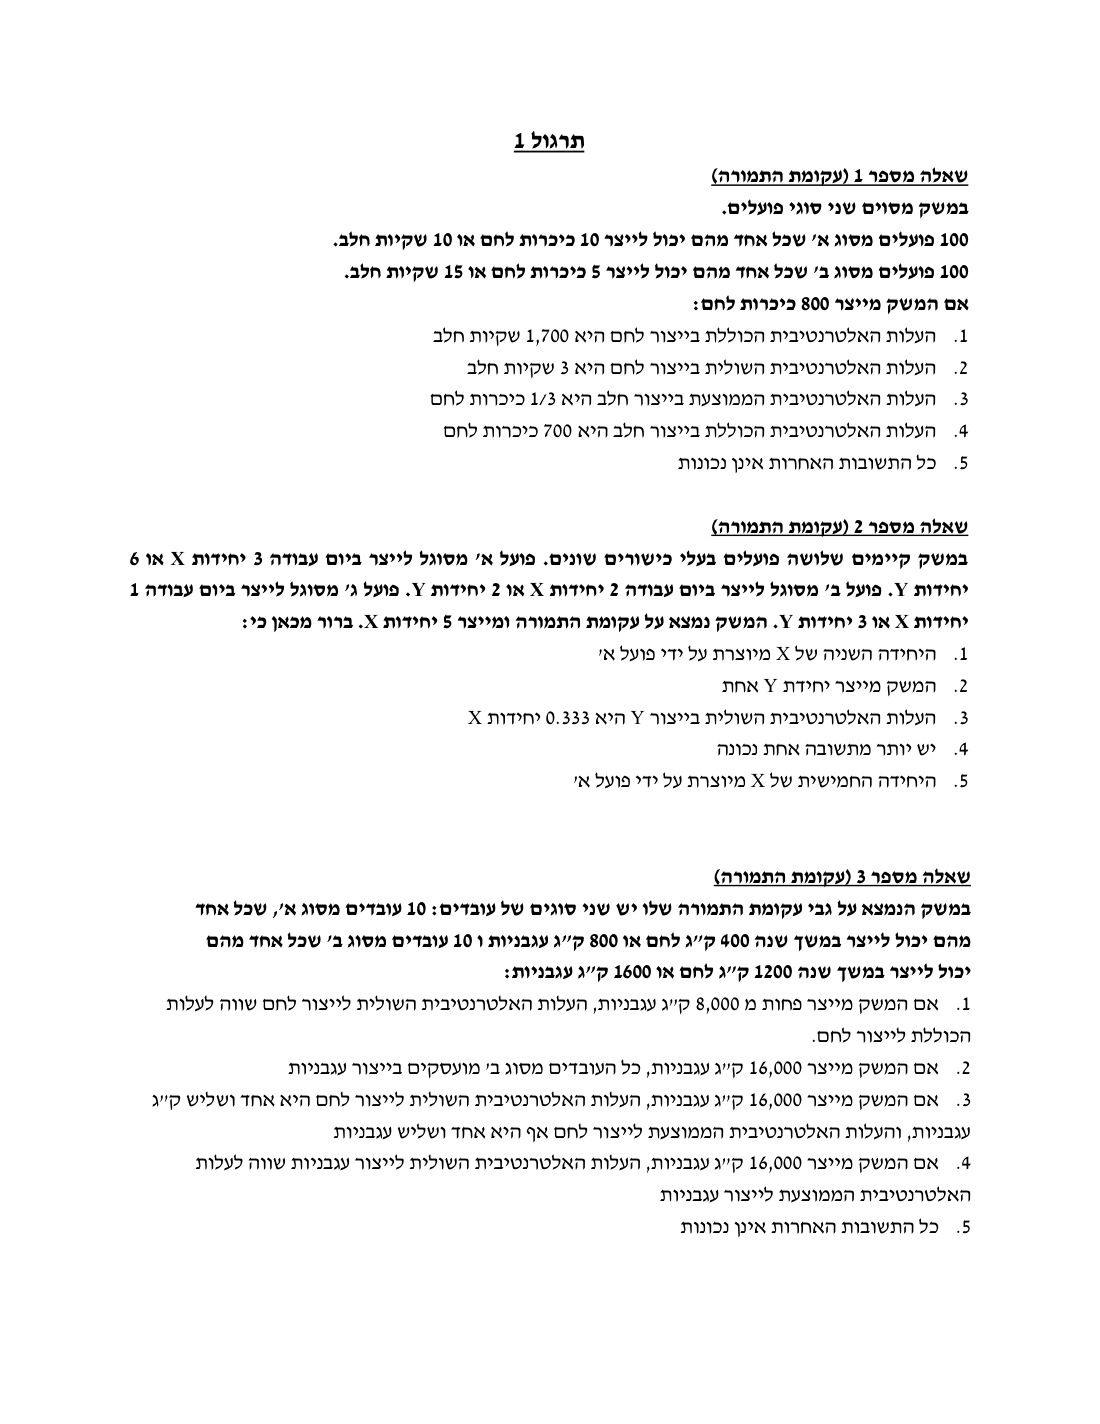 תרגול 1
שאלה מספר 1 (עקומת התמורה)
במשק מסוים שני סוגי פועלים.
100 פועלים מסוג א׳ שכל אחד מהם יכול לייצר 10 כיכרות לחם או 10 שקיות חלב.
100 פועלים מסוג ב׳ שכל אחד מהם יכול לייצר 5 כיכרות לחם או 15 שקיות חלב.
אם המשק מייצר 800 כיכרות לחם:
1. העלות האלטרנטיבית הכוללת בייצור לחם היא 1,700 שקיות חלב
2. העלות האלטרנטיבית השולית בייצור לחם היא 3 שקיות חלב
3. העלות האלטרנטיבית הממוצעת בייצור חלב היא 1/3 כיכרות לחם
4. העלות האלטרנטיבית הכוללת בייצור חלב היא 700 כיכרות לחם
5. כל התשובות האחרות אינן נכונות
שאלה מספר 2 (עקומת התמורה)
במשק קיימים שלושה פועלים בעלי כישורים שונים. פועל א׳ מסוגל לייצר ביום עבודה 3 יחידות X או 6
יחידות Y. פועל ב׳ מסוגל לייצר ביום עבודה 2 יחידות X או 2 יחידות Y. פועל ג׳ מסוגל לייצר ביום עבודה 1
יחידות X או 3 יחידות Y. המשק נמצא על עקומת התמורה ומייצר 5 יחידות X. ברור מכאן כי:
1. היחידה השניה של X מיוצרת על ידי פועל א׳
2. המשק מייצר יחידת Y אחת
3. העלות האלטרנטיבית השולית בייצור Y היא 0.333 יחידות X
4. יש יותר מתשובה אחת נכונה
5. היחידה החמישית של X מיוצרת על ידי פועל א׳
שאלה מספר 3 (עקומת התמורה)
במשק הנמצא על גבי עקומת התמורה שלו יש שני סוגים של עובדים: 10 עובדים מסוג א׳, שכל אחד
מהם יכול לייצר במשך שנה 400 ק״ג לחם או 800 ק״ג עגבניות ו 10 עובדים מסוג ב׳ שכל אחד מהם
יכול לייצר במשך שנה 1200 ק״ג לחם או 1600 ק״ג עגבניות:
1. אם המשק מייצר פחות מ 8,000 ק״ג עגבניות, העלות האלטרנטיבית השולית לייצור לחם שווה לעלות
הכוללת לייצור לחם.
2. אם המשק מייצר 16,000 ק״ג עגבניות, כל העובדים מסוג ב׳ מועסקים בייצור עגבניות
3. אם המשק מייצר 16,000 ק״ג עגבניות, העלות האלטרנטיבית השולית לייצור לחם היא אחד ושליש ק״ג
עגבניות, והעלות האלטרנטיבית הממוצעת לייצור לחם אף היא אחד ושליש עגבניות
4. אם המשק מייצר 16,000 ק״ג עגבניות, העלות האלטרנטיבית השולית לייצור עגבניות שווה לעלות
האלטרנטיבית הממוצעת לייצור עגבניות
5. כל התשובות האחרות אינן נכונות